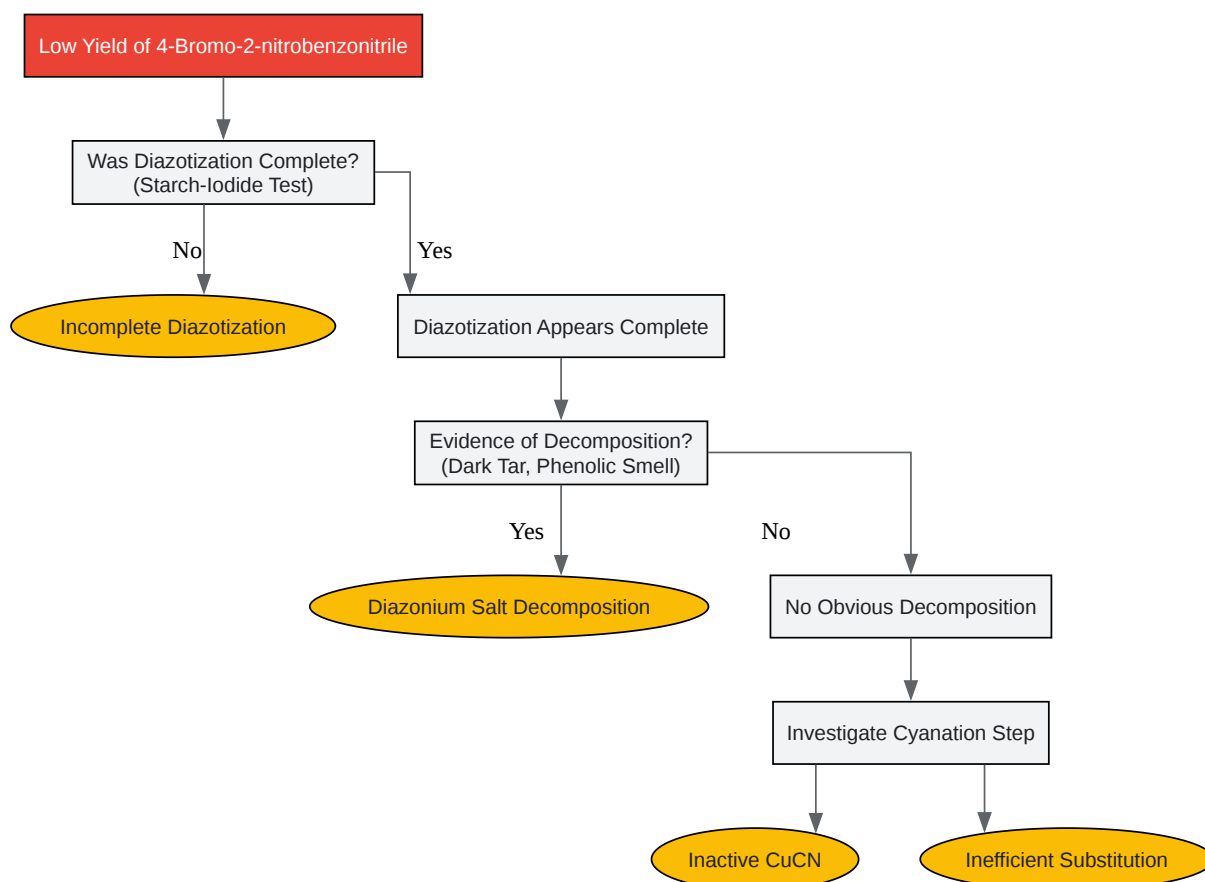 Low Yield of 4-Bromo-2-nitrobenzonitrile
Was Diazotization Complete?
(Starch-Iodide Test)
No
Yes
Incomplete Diazotization
Diazotization Appears Complete
Evidence of Decomposition?
(Dark Tar, Phenolic Smell)
Yes
No
Diazonium Salt Decomposition
No Obvious Decomposition
Investigate Cyanation Step
Inactive CuCN
Inefficient Substitution